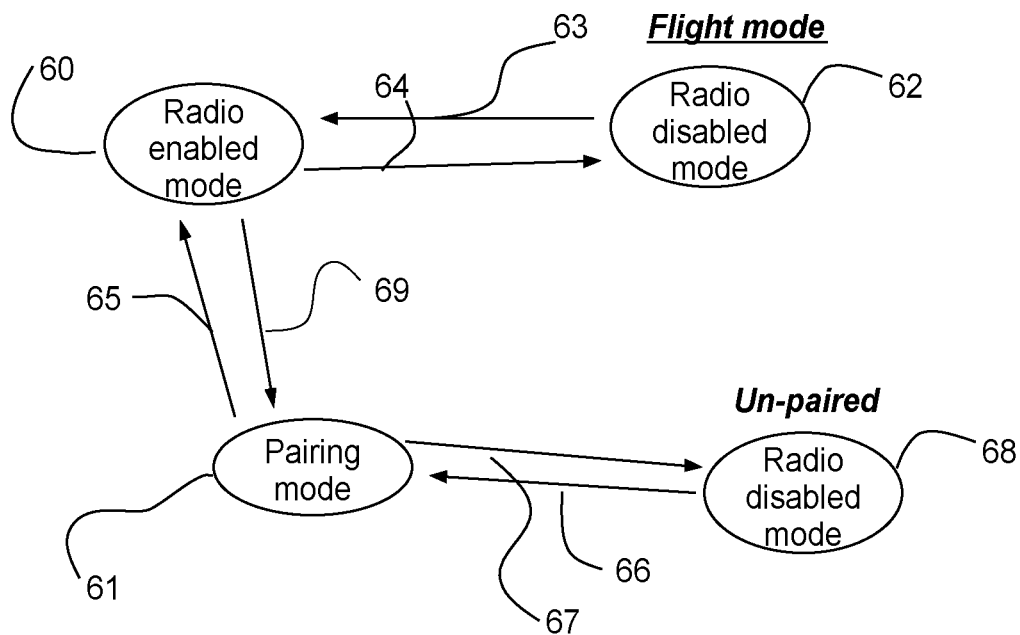 63
Flight mode
60
64
62
Radio
enabled
mode
Radio
disabled
mode
65
69
Un-paired
Pairing
mode
Radio
disabled
mode
68
61
66
67